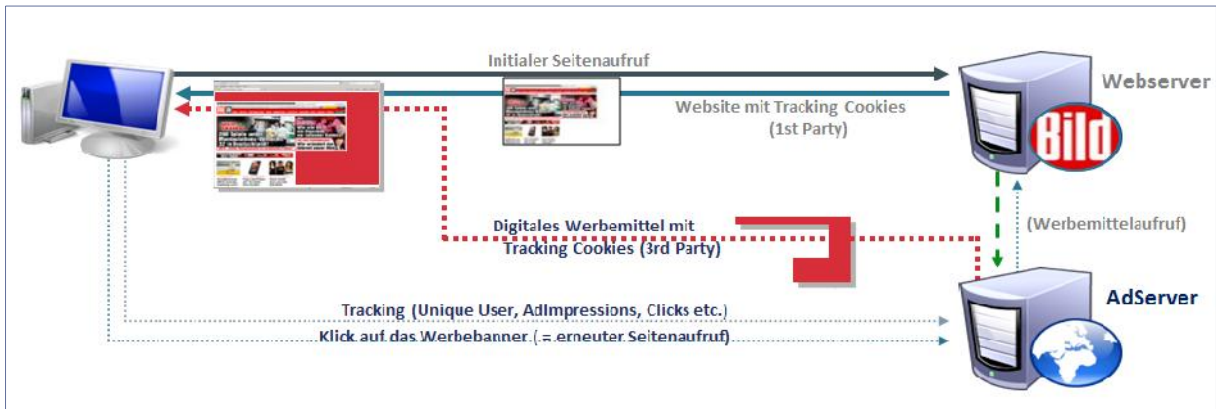 Initialer Seitenaufruf
Webserver
Website mit Tracking Cookies
(1st Party)
Bild
(Werbemittelaufruf)
Digitales Werbemittel mit
Tracking Cookies (3rd Party)
AdServer
Tracking (Unique User, AdImpressions, Clicks etc.)
Klick auf das Werbebanner ( = erneuter Seitenaufruf)